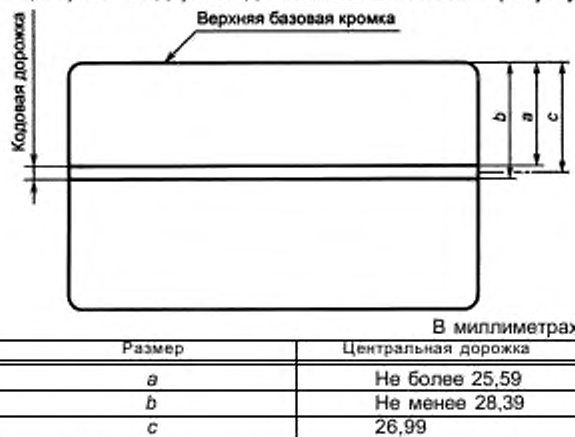 Верхняя базовая кромка
Кодовая дорожка
b
a
c
В миллиметрах
Размер Центральная дорожка
a Не более 25,59
b Не менее 28,39
c 26,99